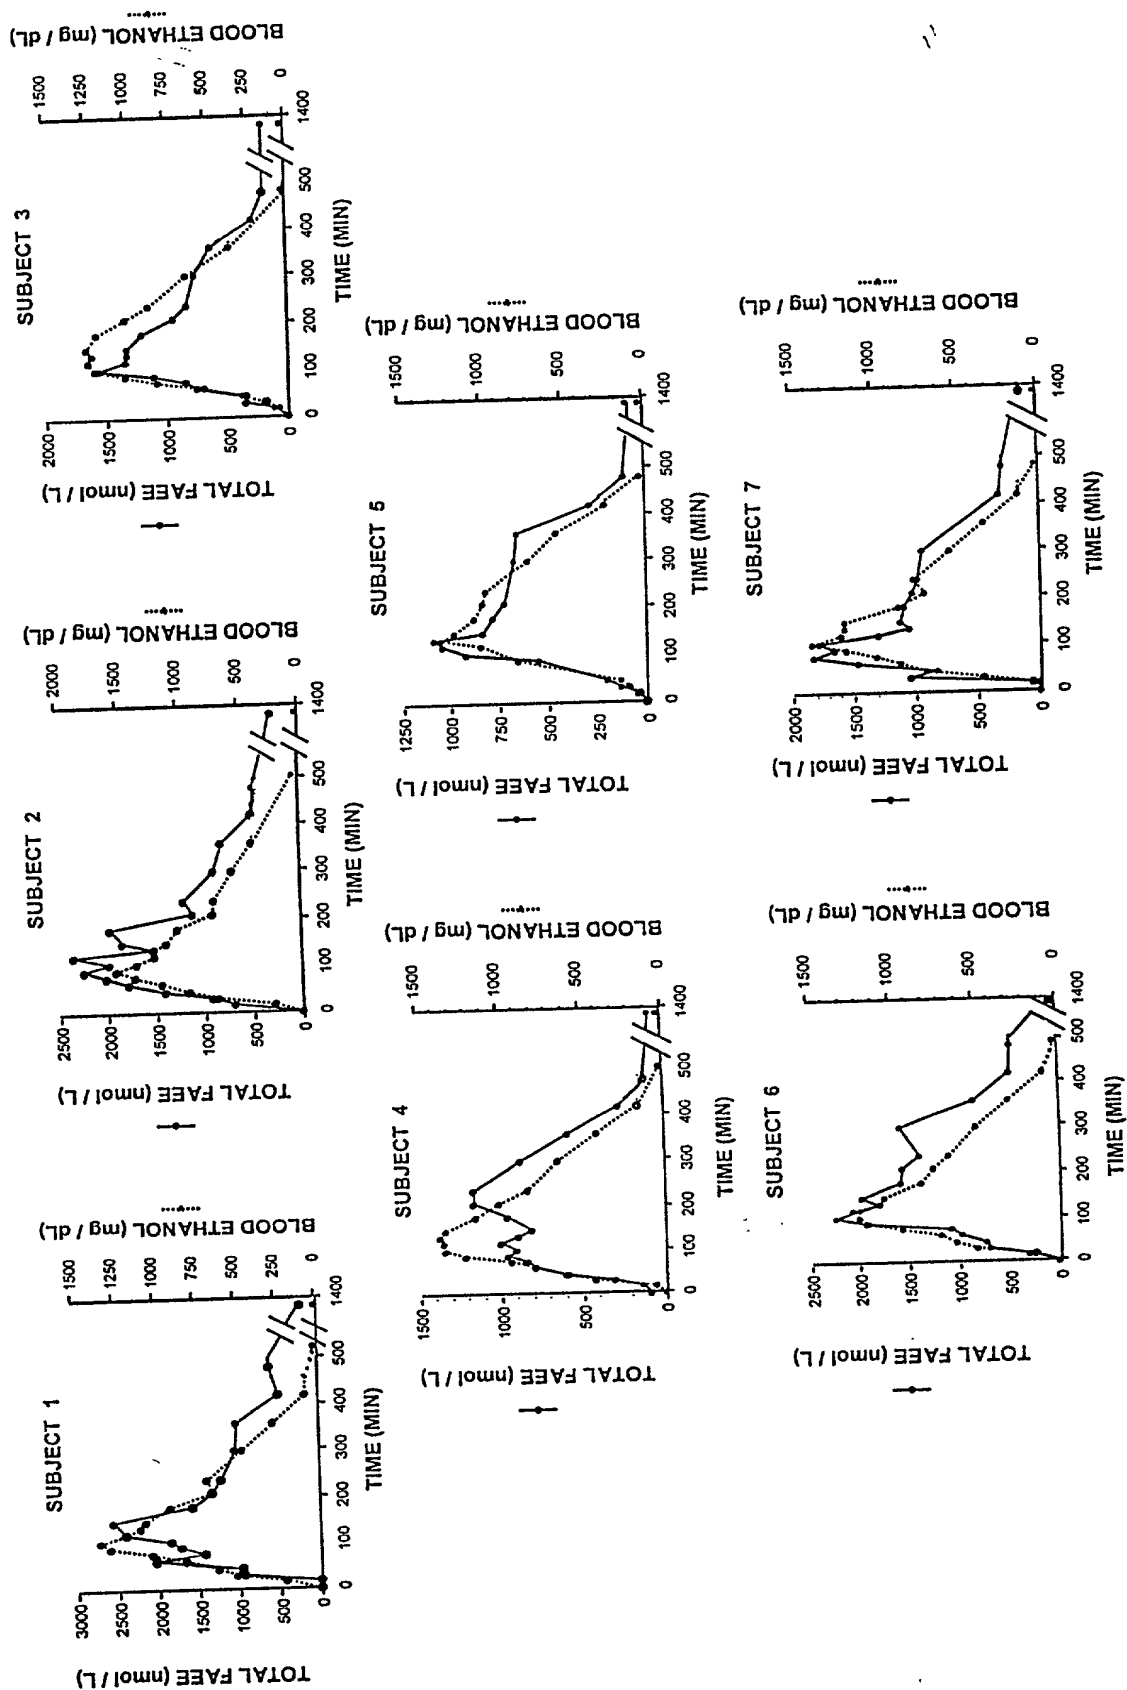 SUBJECT 1
TOTAL FAEE (nmol / L)
3000
2500
2000
1500
1000
500
0
0 100 200 300 400 500 1400
TIME (MIN)
1500
1250
1000
750
500
250
0
BLOOD ETHANOL (mg / dL)
SUBJECT 2
TOTAL FAEE (nmol / L)
2500
2000
1500
1000
500
0
0 100 200 300 400 500 1400
TIME (MIN)
2000
1500
1000
500
0
BLOOD ETHANOL (mg / dL)
SUBJECT 3
TOTAL FAEE (nmol / L)
2000
1500
1000
500
0
0 100 200 300 400 500 1400
TIME (MIN)
1500
1250
1000
750
500
250
0
BLOOD ETHANOL (mg / dL)
SUBJECT 4
TOTAL FAEE (nmol / L)
1500
1000
500
0
0 100 200 300 400 500 1400
TIME (MIN)
1500
1000
500
0
BLOOD ETHANOL (mg / dL)
SUBJECT 5
TOTAL FAEE (nmol / L)
1250
1000
750
500
250
0
0 100 200 300 400 500 1400
TIME (MIN)
1500
1000
500
0
BLOOD ETHANOL (mg / dL)
SUBJECT 6
TOTAL FAEE (nmol / L)
2500
2000
1500
1000
500
0
0 100 200 300 400 500 1400
TIME (MIN)
1500
1000
500
0
BLOOD ETHANOL (mg / dL)
SUBJECT 7
TOTAL FAEE (nmol / L)
2000
1500
1000
500
0
0 100 200 300 400 500 1400
TIME (MIN)
1500
1000
500
0
BLOOD ETHANOL (mg / dL)